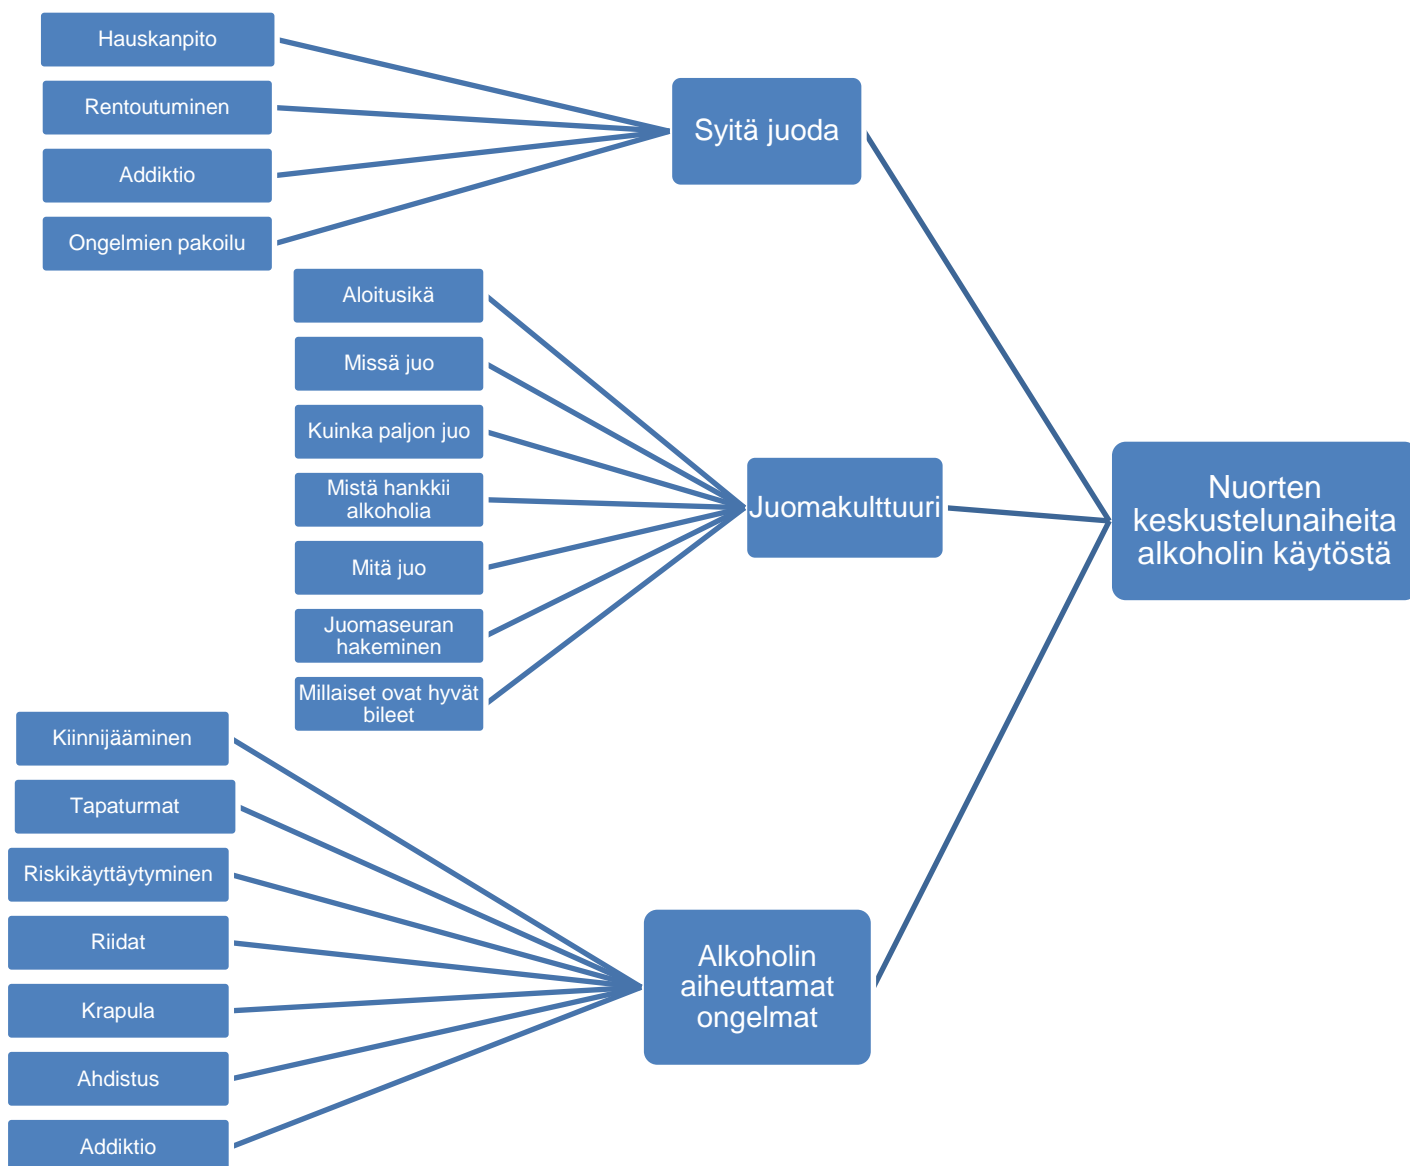 Hauskanpito
Rentoutuminen
Addiktio
Ongelmien pakoilu
Syitä juoda
Aloitusikä
Missä juo
Kuinka paljon juo
Mistä hankkii
alkoholia
Mitä juo
Juomaseuran
hakeminen
Millaiset ovat hyvät
bileet
Juomakulttuuri
Nuorten
keskustelunaiheita
alkoholin käytöstä
Kiinnijääminen
Tapaturmat
Riskikäyttäytyminen
Riidat
Krapula
Ahdistus
Addiktio
Alkoholin
aiheuttamat
ongelmat